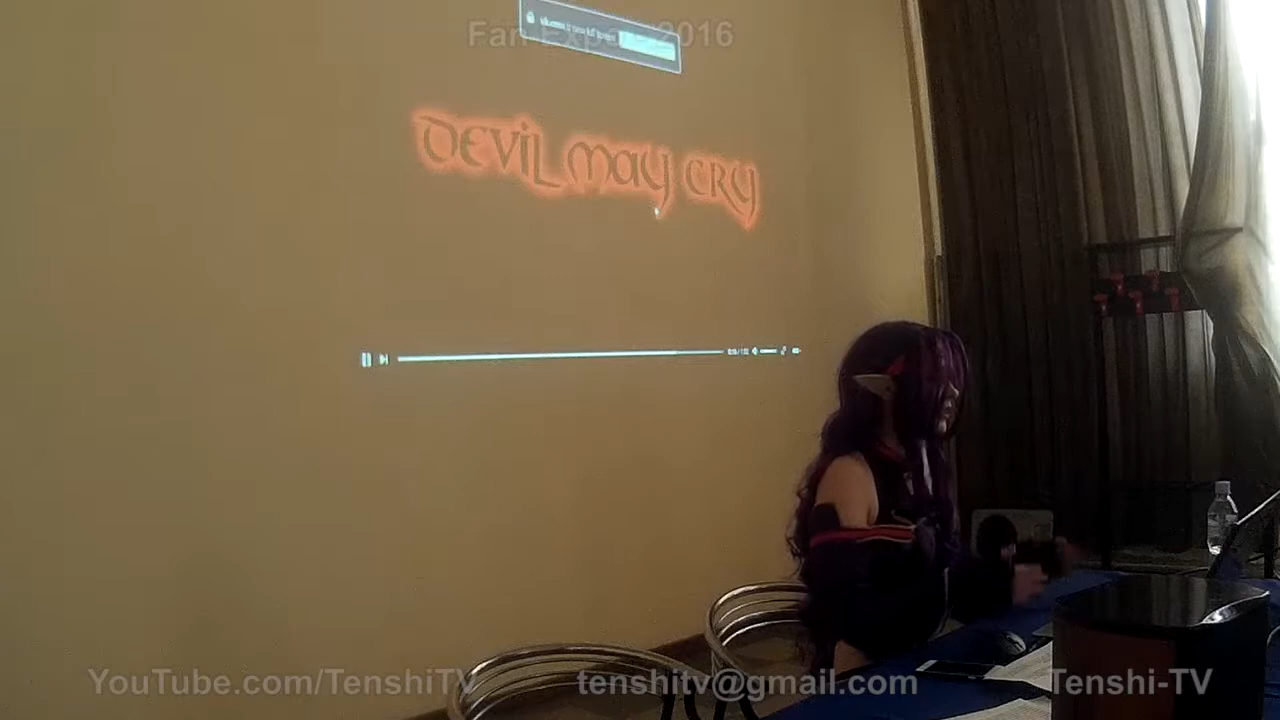 Fan Expo 2016
DEVIL MAY CRY
YouTube.com/TenshiTV
tenshitv@gmail.com
Tenshi-TV